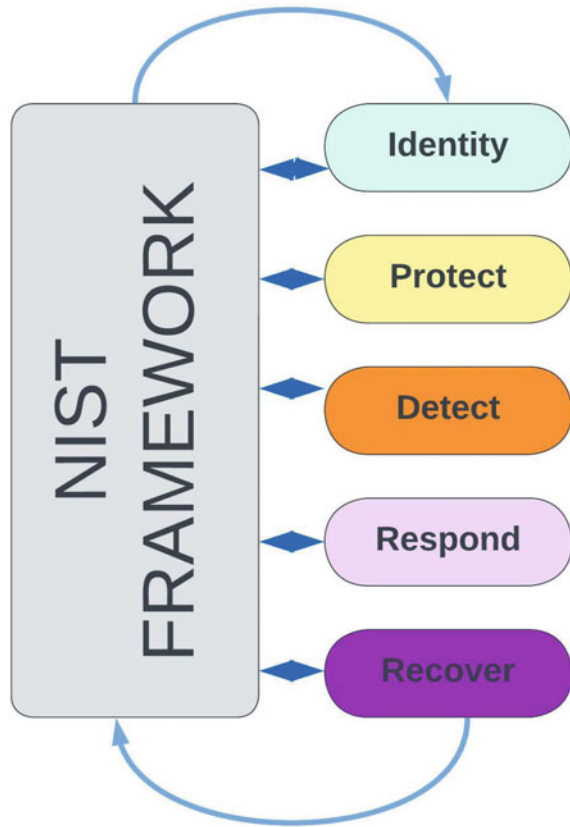 NIST
FRAMEWORK
Identity
Protect
Detect
Respond
Recover